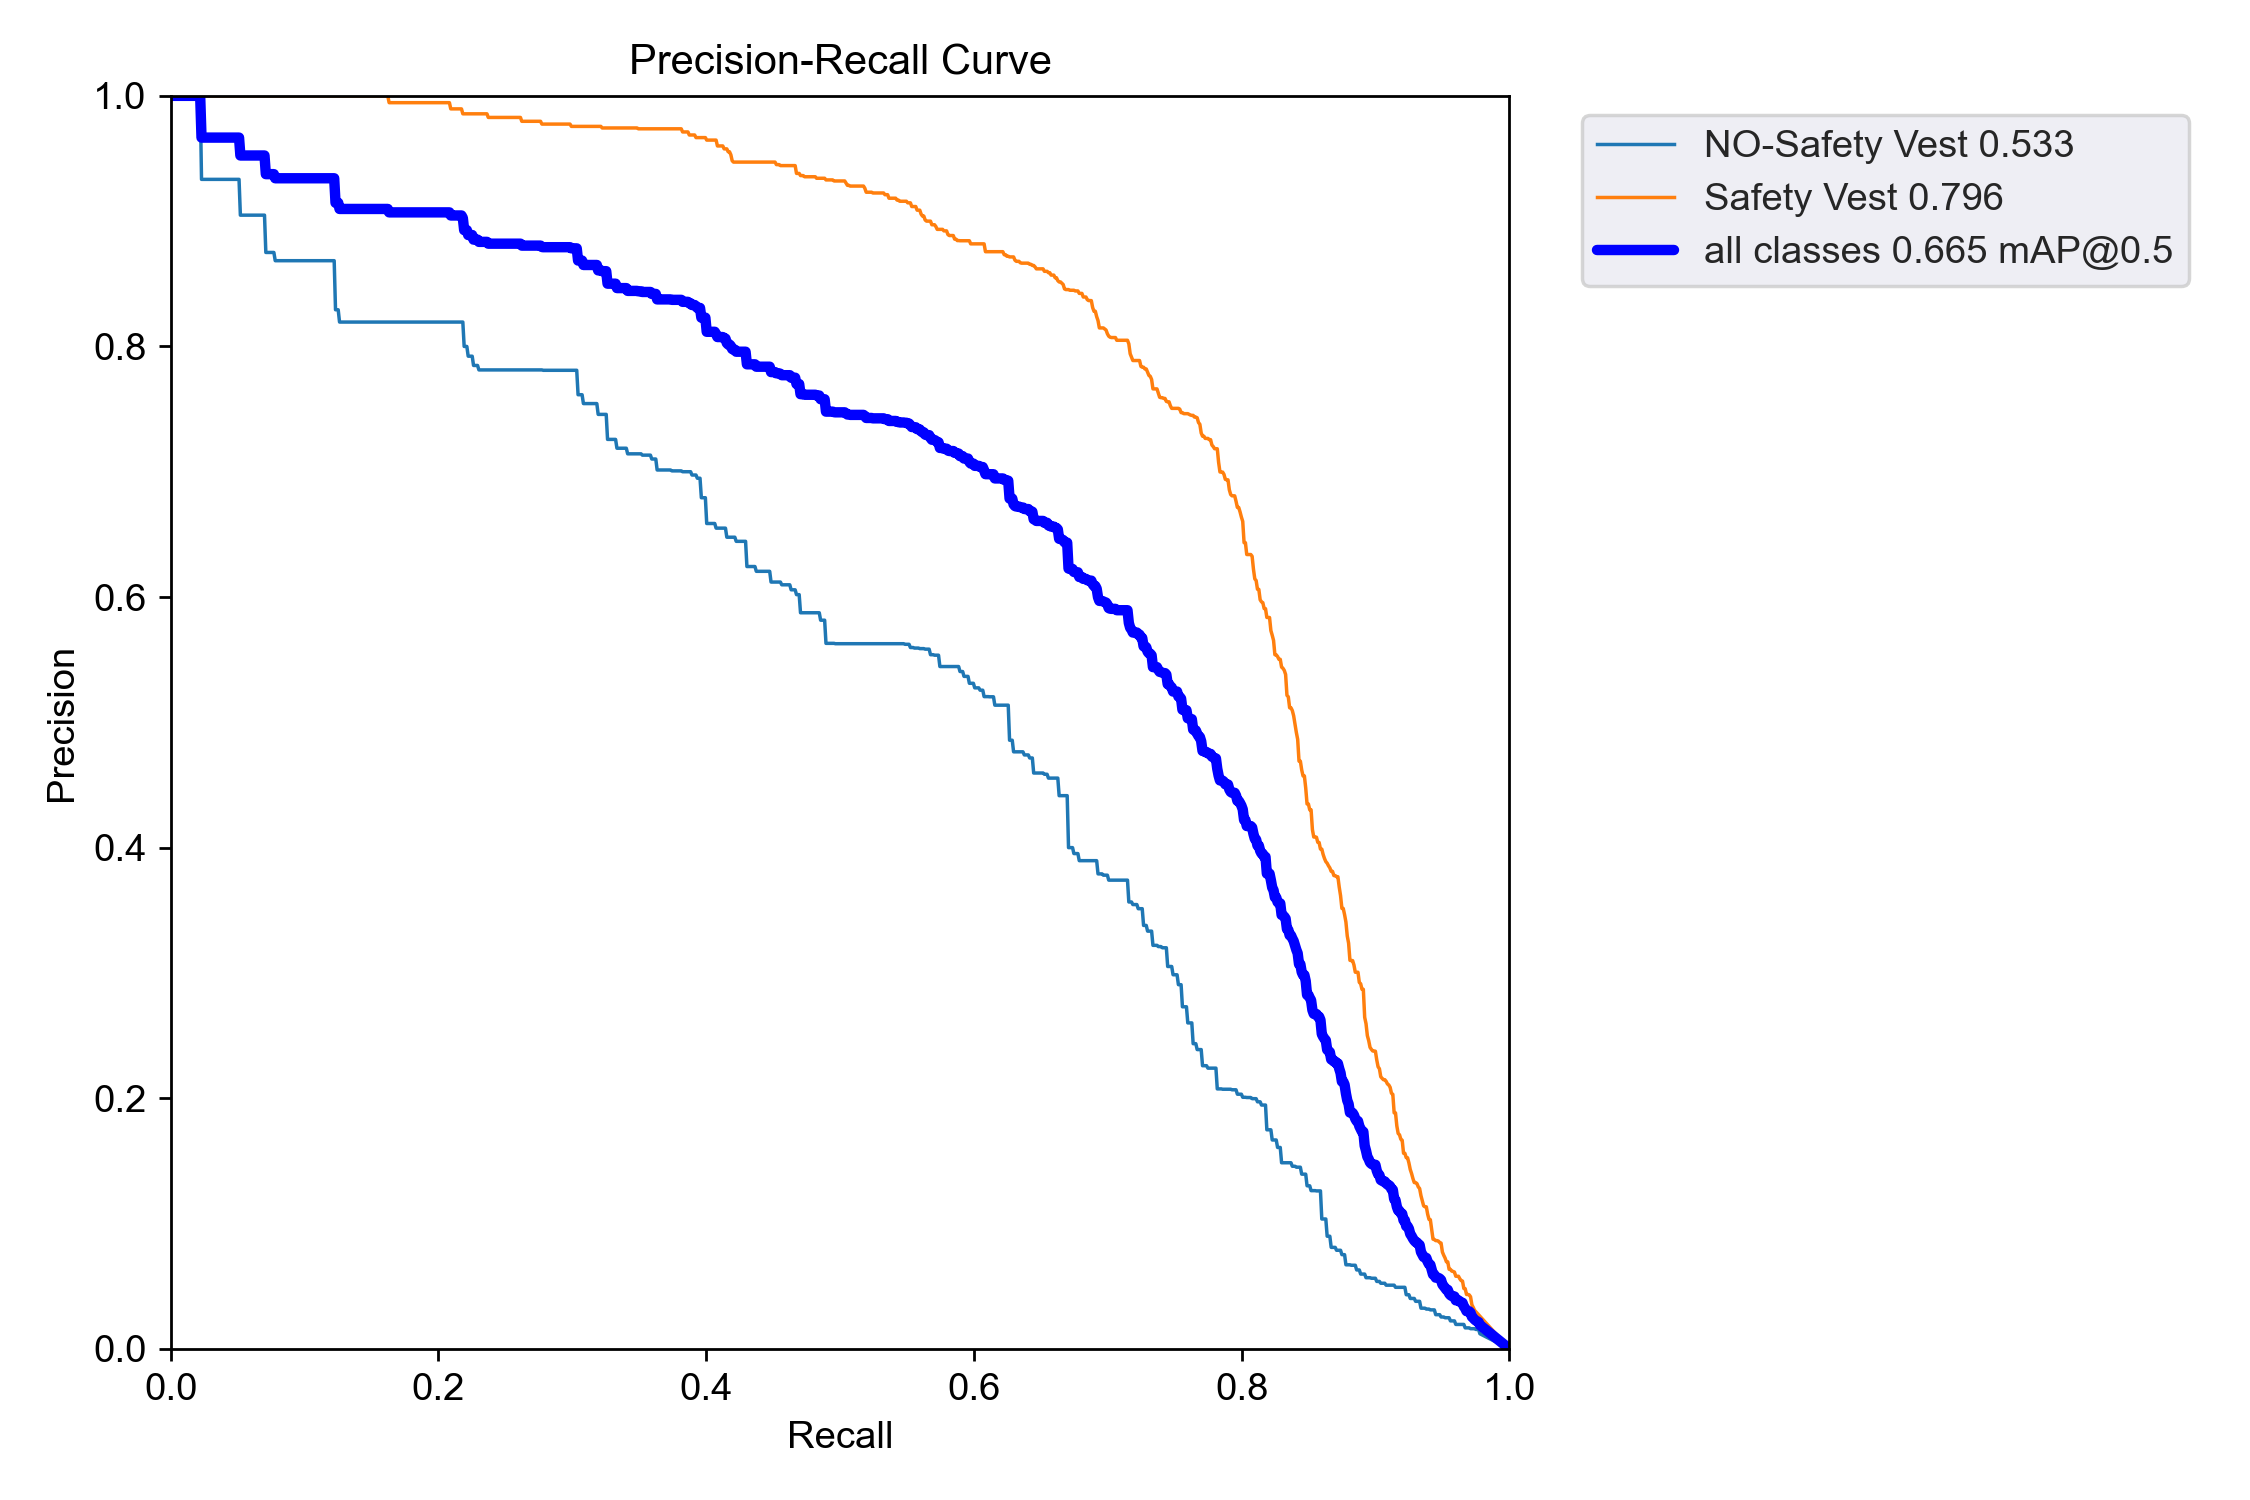 Precision-Recall Curve
NO-Safety Vest 0.533
Safety Vest 0.796
all classes 0.665 mAP@0.5
1.0
0.8
0.6
0.4
0.2
0.0
Precision
0.0 0.2 0.4 0.6 0.8 1.0
Recall